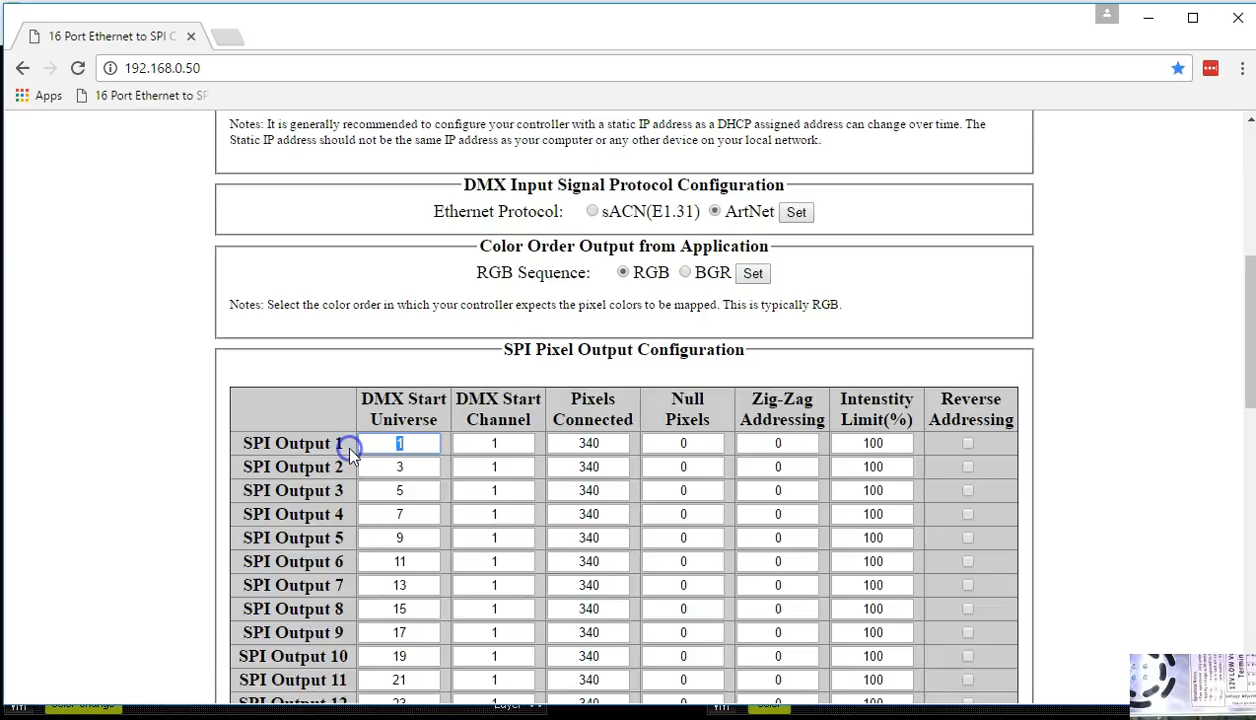 16 Port Ethernet to SPI C
192.168.0.50
Apps
16 Port Ethernet to SP
Notes: It is generally recommended to configure your controller with a static IP address as a DHCP assigned address can change over time. The
Static IP address should not be the same IP address as your computer or any other device on your local network.
DMX Input Signal Protocol Configuration
Ethernet Protocol: sACN(E1.31) ArtNet Set
Color Order Output from Application
RGB Sequence: RGB BGR Set
Notes: Select the color order in which your controller expects the pixel colors to be mapped. This is typically RGB.
SPI Pixel Output Configuration
DMX Start Universe DMX Start Channel Pixels Connected Null Pixels Zig-Zag Addressing Intenstity Limit(%) Reverse Addressing
SPI Output 1 1 1 340 0 0 100
SPI Output 2 3 1 340 0 0 100
SPI Output 3 5 1 340 0 0 100
SPI Output 4 7 1 340 0 0 100
SPI Output 5 9 1 340 0 0 100
SPI Output 6 11 1 340 0 0 100
SPI Output 7 13 1 340 0 0 100
SPI Output 8 15 1 340 0 0 100
SPI Output 9 17 1 340 0 0 100
SPI Output 10 19 1 340 0 0 100
SPI Output 11 21 1 340 0 0 100
SPI Output 12 23 1 340 0 0 100